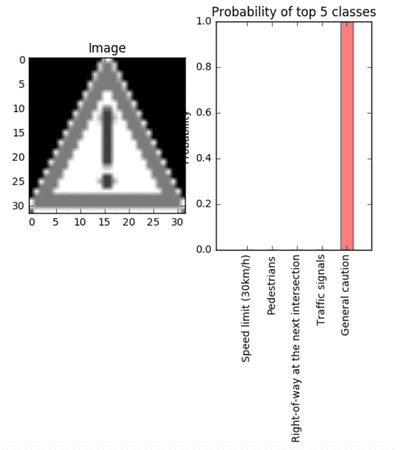 Image
0
5
10
15
20
25
30
0 5 10 15 20 25 30
Probability of top 5 classes
1.0
0.8
0.6
0.4
0.2
0.0
Speed limit (30km/h)
Pedestrians
Right-of-way at the next intersection
Traffic signals
General caution